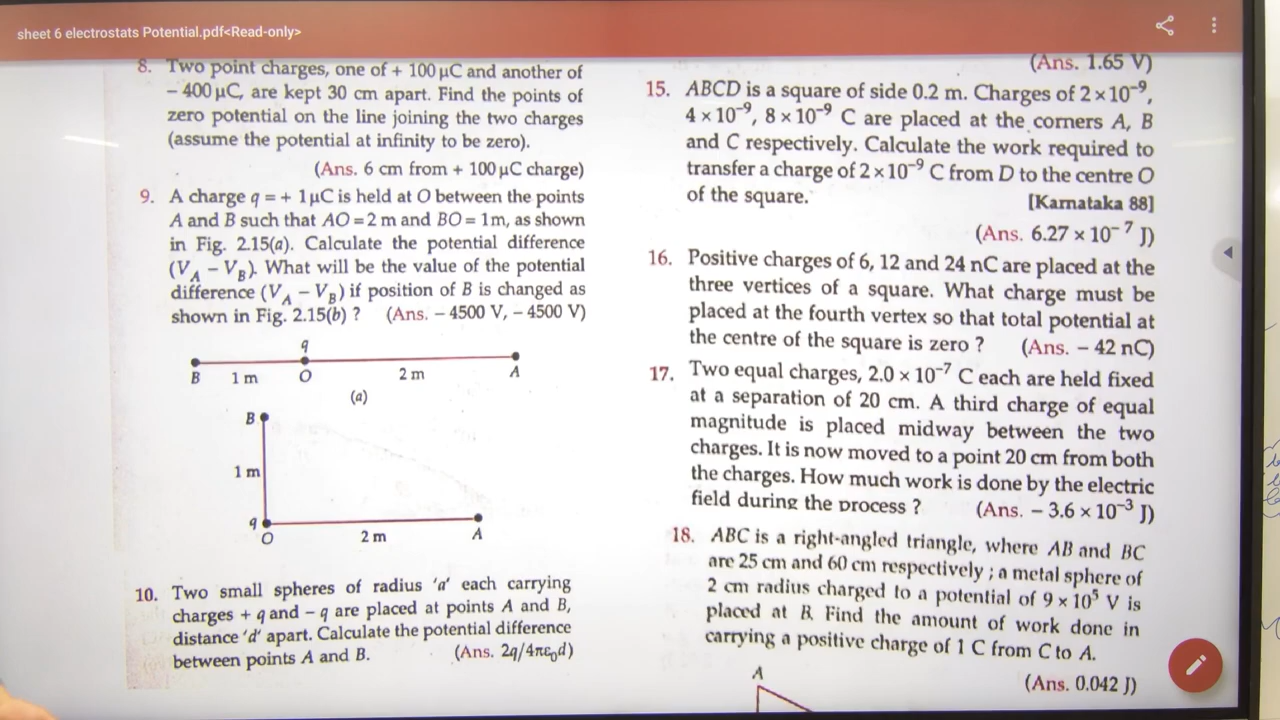 sheet 6 electrostats Potential.pdf<Read-only>
8. Two point charges, one of + 100 μC and another of
– 400 μC, are kept 30 cm apart. Find the points of
zero potential on the line joining the two charges
(assume the potential at infinity to be zero).
(Ans. 6 cm from + 100 μC charge)
9. A charge q = + 1 μC is held at O between the points
A and B such that AO = 2 m and BO = 1m, as shown
in Fig. 2.15(a). Calculate the potential difference
(V_A – V_B). What will be the value of the potential
difference (V_A – V_B) if position of B is changed as
shown in Fig. 2.15(b) ? (Ans. – 4500 V, – 4500 V)
q
B 1 m O 2 m A
(a)
B
1 m
q
O 2 m A
10. Two small spheres of radius 'a' each carrying
charges + q and – q are placed at points A and B,
distance 'd' apart. Calculate the potential difference
between points A and B. (Ans. 2q/4πε₀d)
(Ans. 1.65 V)
15. ABCD is a square of side 0.2 m. Charges of 2 × 10⁻⁹,
4 × 10⁻⁹, 8 × 10⁻⁹ C are placed at the corners A, B
and C respectively. Calculate the work required to
transfer a charge of 2 × 10⁻⁹ C from D to the centre O
of the square. [Karnataka 88]
(Ans. 6.27 × 10⁻⁷ J)
16. Positive charges of 6, 12 and 24 nC are placed at the
three vertices of a square. What charge must be
placed at the fourth vertex so that total potential at
the centre of the square is zero ? (Ans. – 42 nC)
17. Two equal charges, 2.0 × 10⁻⁷ C each are held fixed
at a separation of 20 cm. A third charge of equal
magnitude is placed midway between the two
charges. It is now moved to a point 20 cm from both
the charges. How much work is done by the electric
field during the process ? (Ans. – 3.6 × 10⁻³ J)
18. ABC is a right-angled triangle, where AB and BC
are 25 cm and 60 cm respectively ; a metal sphere of
2 cm radius charged to a potential of 9 × 10⁵ V is
placed at B. Find the amount of work done in
carrying a positive charge of 1 C from C to A.
A
(Ans. 0.042 J)